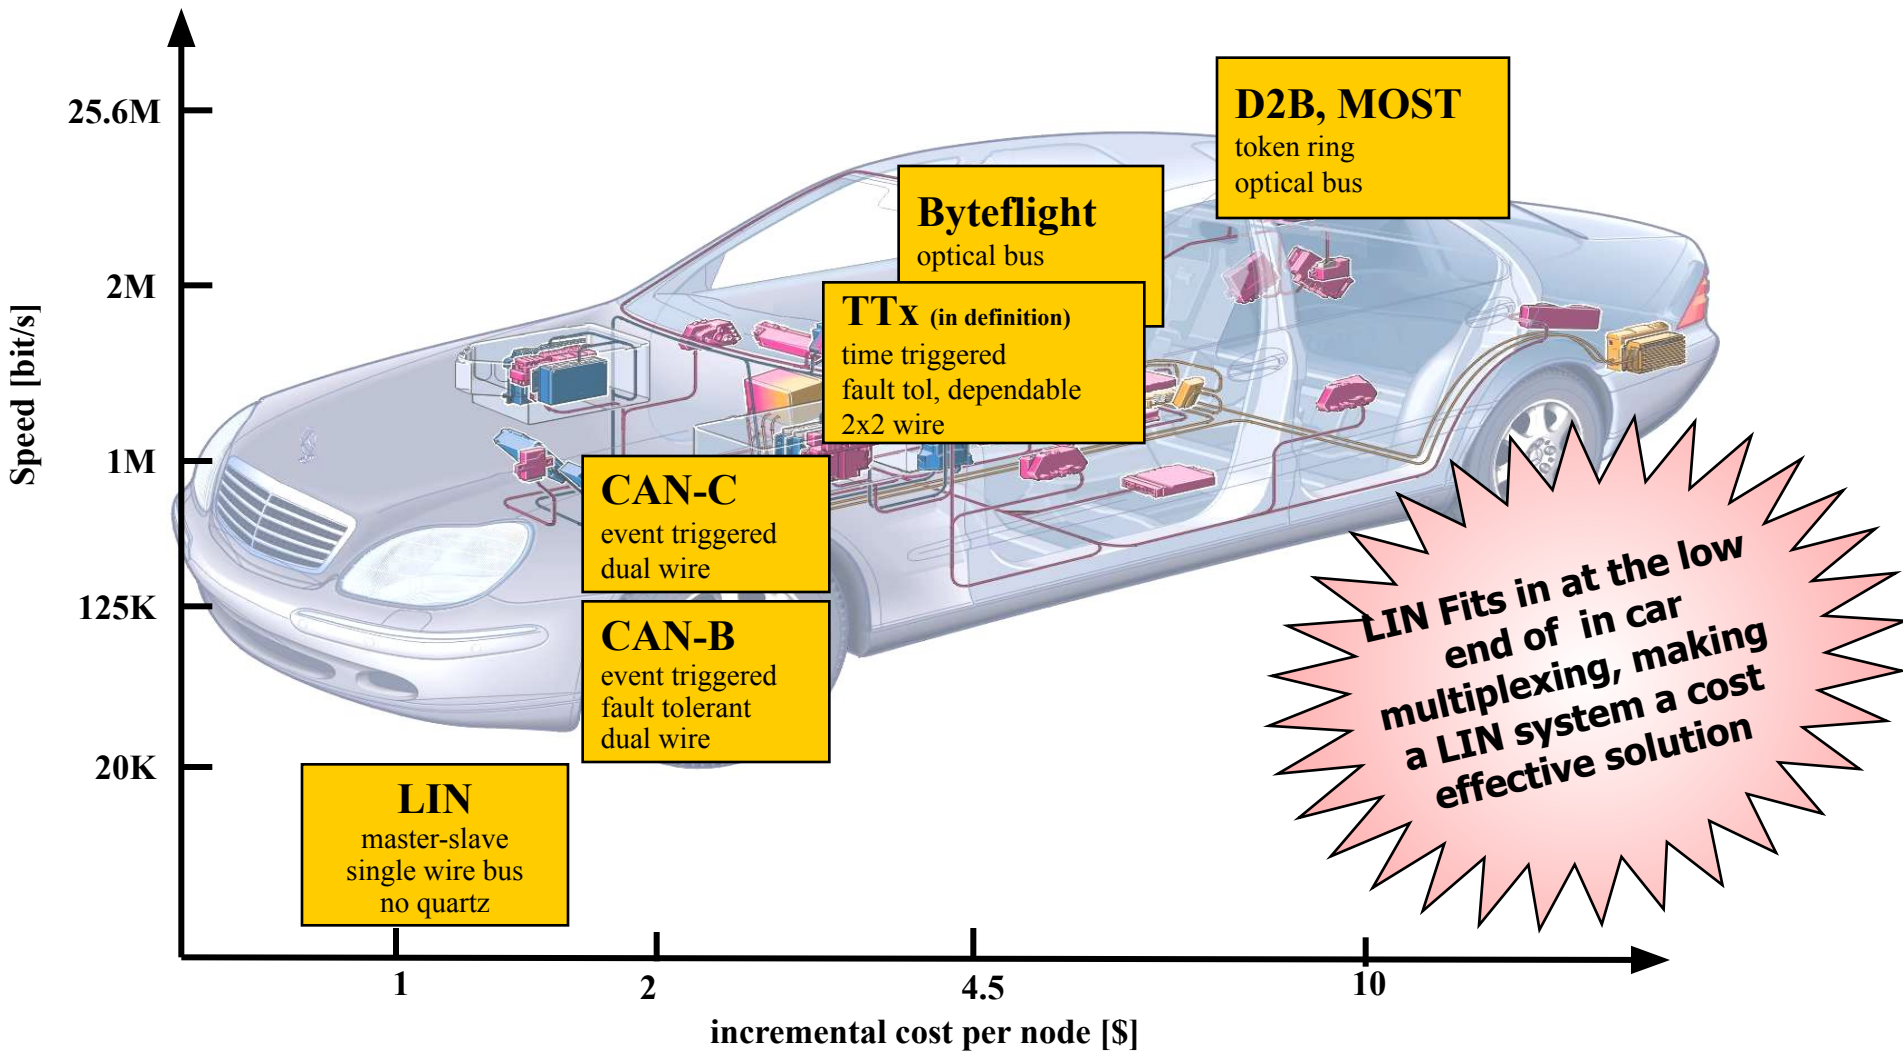 25.6M
2M
1M
125K
20K
Speed [bit/s]
D2B, MOST
token ring
optical bus
Byteflight
optical bus
TTx (in definition)
time triggered
fault tol, dependable
2x2 wire
CAN-C
event triggered
dual wire
CAN-B
event triggered
fault tolerant
dual wire
LIN
master-slave
single wire bus
no quartz
LIN Fits in at the low
end of in car
multiplexing, making
a LIN system a cost
effective solution
1
2
4.5
10
incremental cost per node [$]